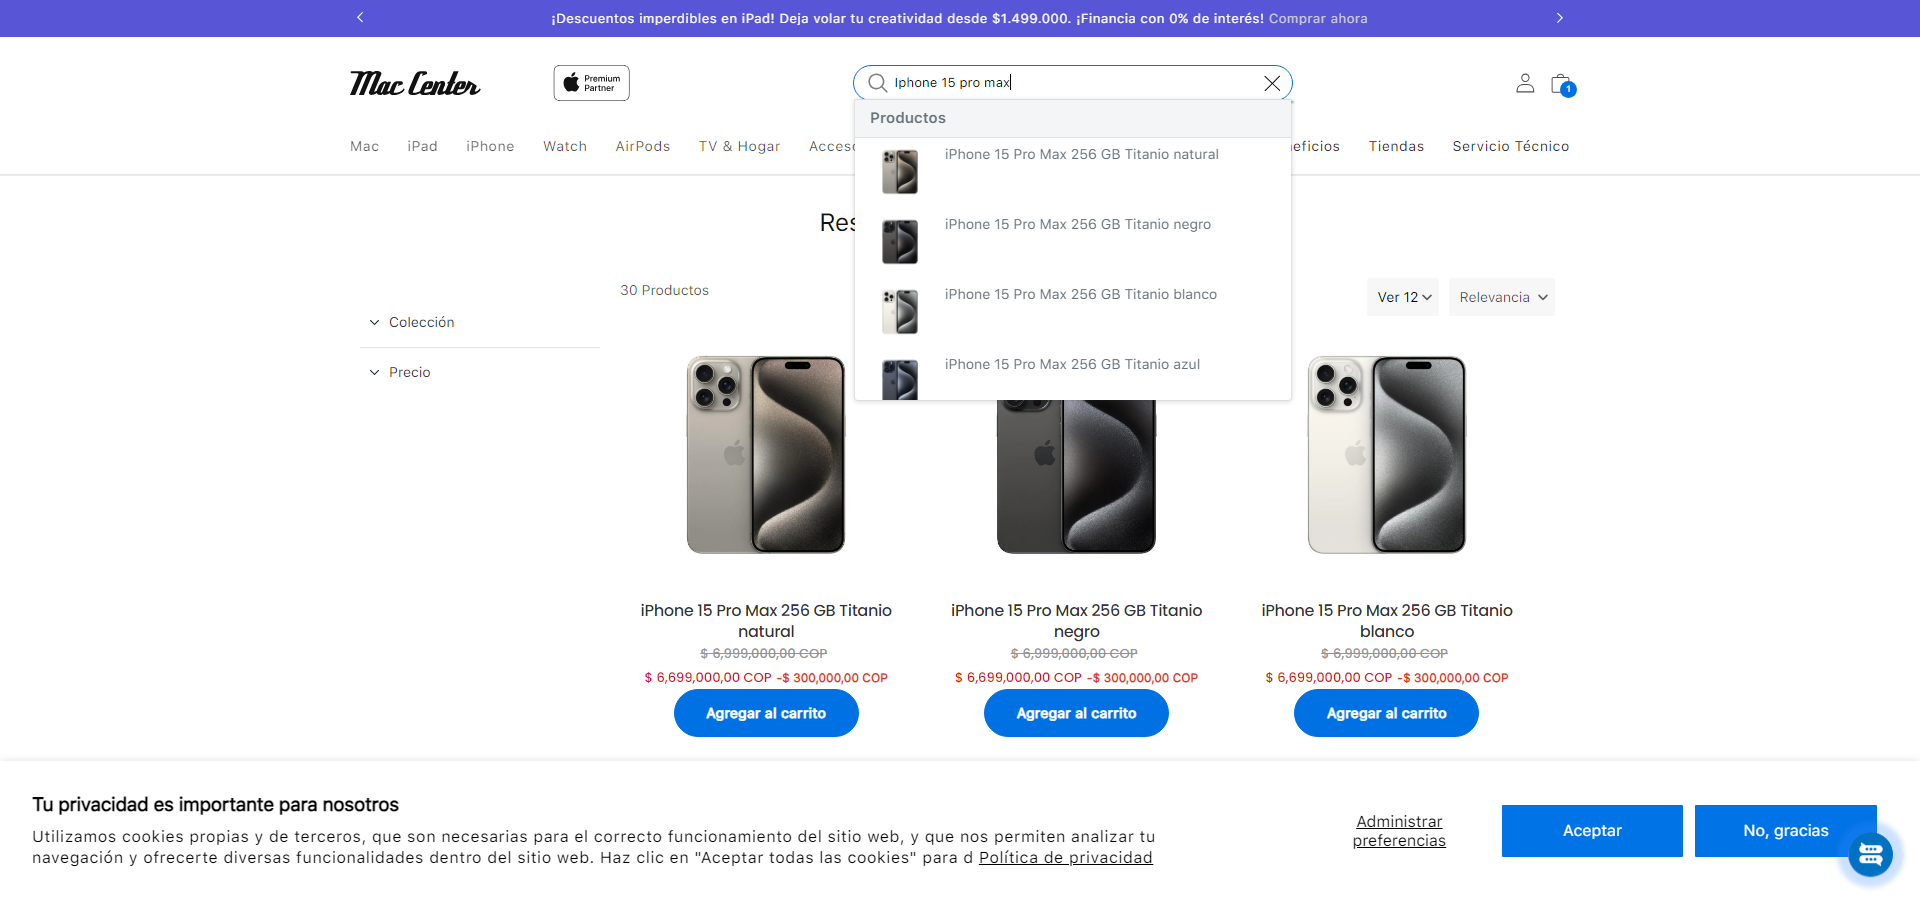 ¡Descuentos imperdibles en iPad! Deja volar tu creatividad desde $1.499.000. ¡Financia con 0% de interés! Comprar ahora
Mac Center
Premium
Partner
Iphone 15 pro max
1
Mac iPad iPhone Watch AirPods TV & Hogar Acceso
eficios Tiendas Servicio Técnico
Productos
iPhone 15 Pro Max 256 GB Titanio natural
iPhone 15 Pro Max 256 GB Titanio negro
iPhone 15 Pro Max 256 GB Titanio blanco
iPhone 15 Pro Max 256 GB Titanio azul
Res
30 Productos
Ver 12
Relevancia
Colección
Precio
iPhone 15 Pro Max 256 GB Titanio
natural
$ 6,999,000,00 COP
$ 6,699,000,00 COP -$ 300,000,00 COP
Agregar al carrito
iPhone 15 Pro Max 256 GB Titanio
negro
$ 6,999,000,00 COP
$ 6,699,000,00 COP -$ 300,000,00 COP
Agregar al carrito
iPhone 15 Pro Max 256 GB Titanio
blanco
$ 6,999,000,00 COP
$ 6,699,000,00 COP -$ 300,000,00 COP
Agregar al carrito
Tu privacidad es importante para nosotros
Utilizamos cookies propias y de terceros, que son necesarias para el correcto funcionamiento del sitio web, y que nos permiten analizar tu
navegación y ofrecerte diversas funcionalidades dentro del sitio web. Haz clic en "Aceptar todas las cookies" para d Política de privacidad
Administrar
preferencias
Aceptar
No, gracias